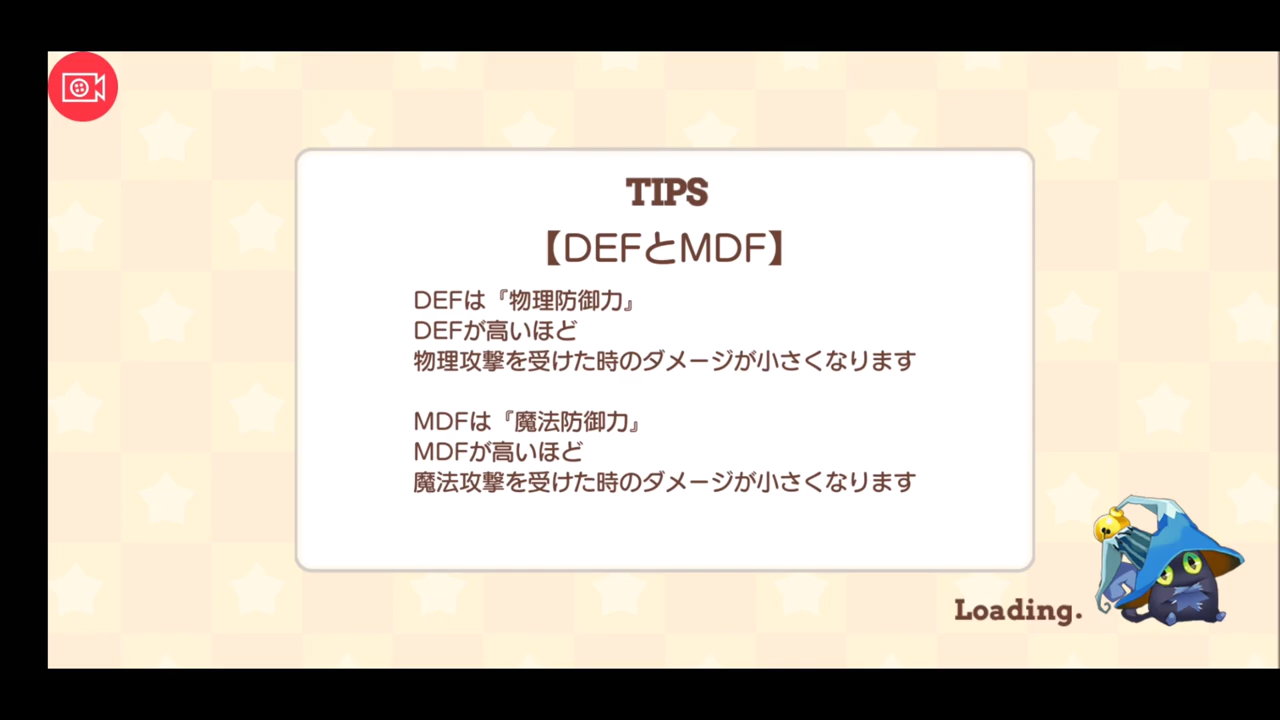 TIPS
【DEFとMDF】
DEFは『物理防御力』
DEFが高いほど
物理攻撃を受けた時のダメージが小さくなります
MDFは『魔法防御力』
MDFが高いほど
魔法攻撃を受けた時のダメージが小さくなります
Loading.